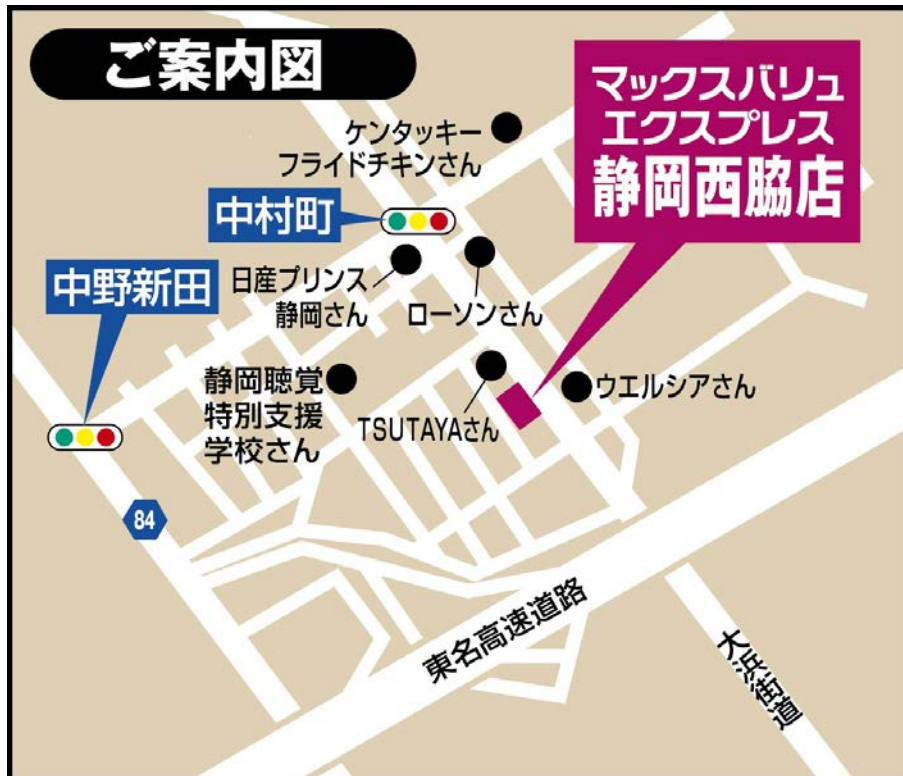 ご案内図
マックスバリュ
エクスプレス
静岡西脇店
ケンタッキー
フライドチキンさん
中村町
中野新田
日産プリンス
静岡さん
ローソンさん
静岡聴覚
特別支援
学校さん
TSUTAYAさん
ウエルシアさん
84
東名高速道路
大浜街道